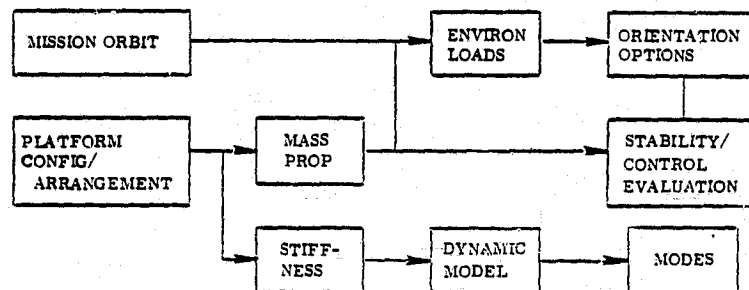 MISSION ORBIT
ENVIRON
LOADS
ORIENTATION
OPTIONS
PLATFORM
CONFIG/
ARRANGEMENT
MASS
PROP
STABILITY/
CONTROL
EVALUATION
STIFF-
NESS
DYNAMIC
MODEL
MODES